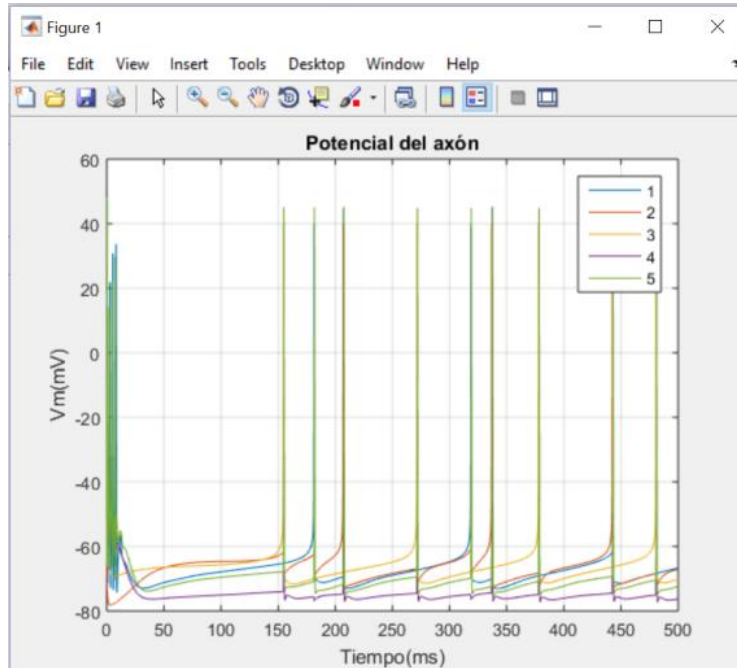 Figure 1
File Edit View Insert Tools Desktop Window Help
Potencial del axón
60
40
20
0
-20
-40
-60
-80
Vm(mV)
1
2
3
4
5
0 50 100 150 200 250 300 350 400 450 500
Tiempo(ms)